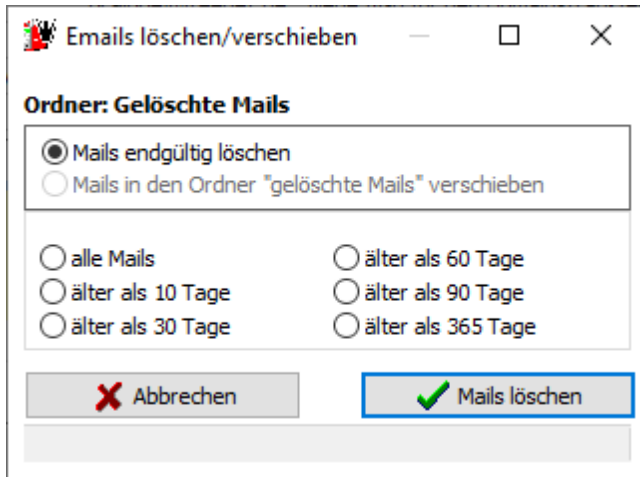 Emails löschen/verschieben
Ordner: Gelöschte Mails
Mails endgültig löschen
Mails in den Ordner "gelöschte Mails" verschieben
alle Mails
älter als 60 Tage
älter als 10 Tage
älter als 90 Tage
älter als 30 Tage
älter als 365 Tage
Abbrechen
Mails löschen